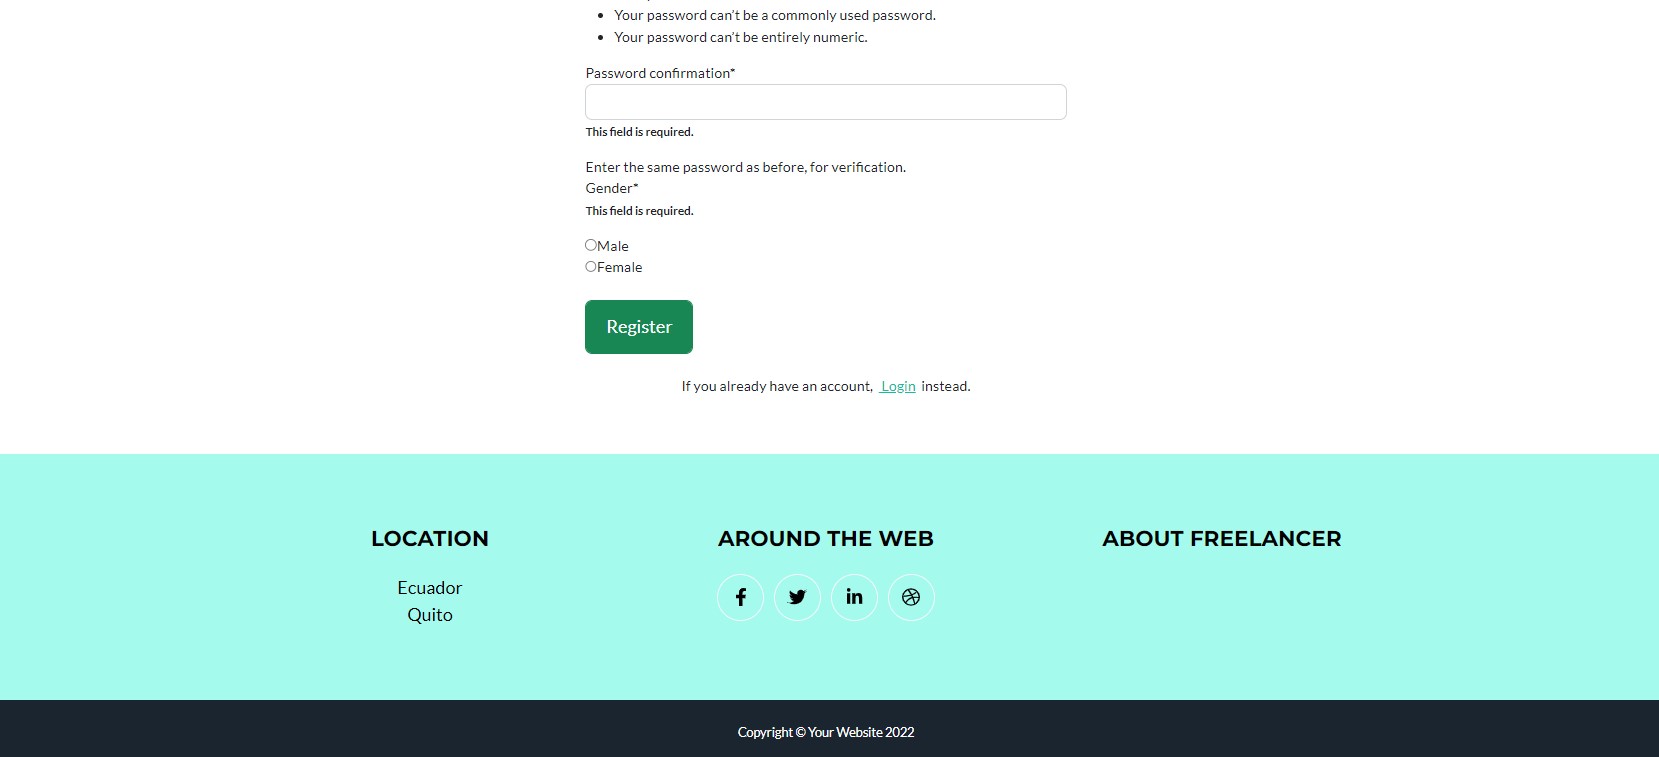 Your password can't be a commonly used password.
Your password can't be entirely numeric.
Password confirmation*
This field is required.
Enter the same password as before, for verification.
Gender*
This field is required.
Male
Female
Register
If you already have an account, Login instead.
LOCATION
AROUND THE WEB
ABOUT FREELANCER
Ecuador
Quito
Copyright © Your Website 2022